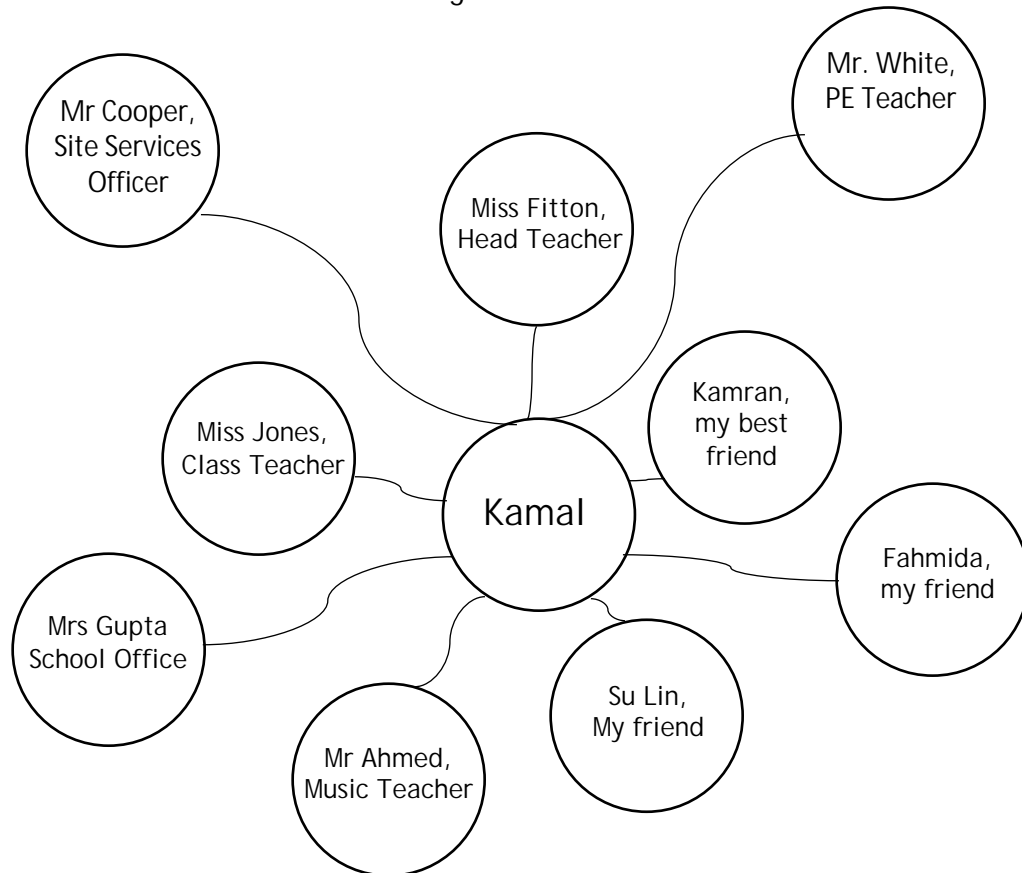 g
Mr Cooper,
Site Services
Officer
Miss Fitton,
Head Teacher
Mr. White,
PE Teacher
Miss Jones,
Class Teacher
Kamal
Kamran,
my best
friend
Fahmida,
my friend
Mrs Gupta
School Office
Mr Ahmed,
Music Teacher
Su Lin,
My friend